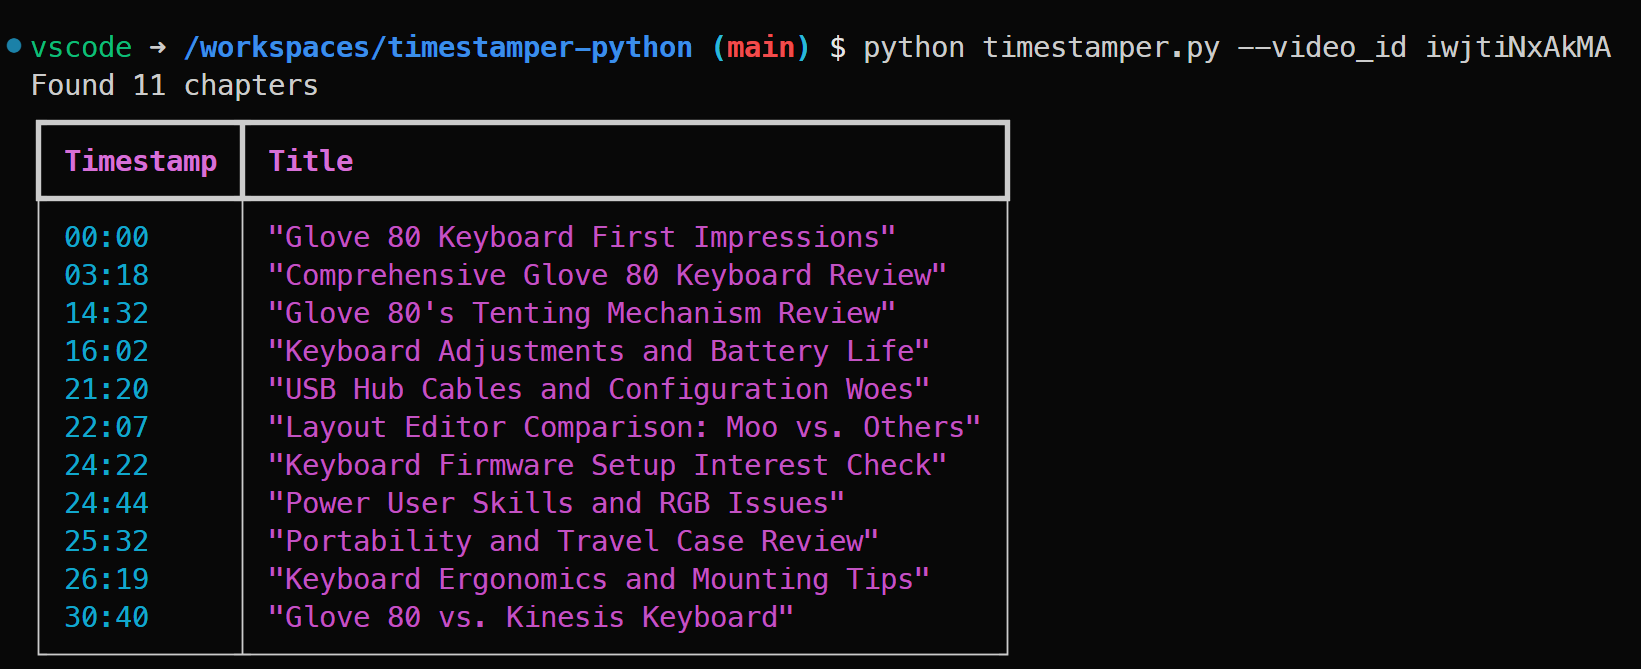 vscode ➜ /workspaces/timestamper-python (main) $ python timestamper.py --video_id iwjtiNxAkMA
Found 11 chapters
Timestamp Title
00:00 "Glove 80 Keyboard First Impressions"
03:18 "Comprehensive Glove 80 Keyboard Review"
14:32 "Glove 80's Tenting Mechanism Review"
16:02 "Keyboard Adjustments and Battery Life"
21:20 "USB Hub Cables and Configuration Woes"
22:07 "Layout Editor Comparison: Moo vs. Others"
24:22 "Keyboard Firmware Setup Interest Check"
24:44 "Power User Skills and RGB Issues"
25:32 "Portability and Travel Case Review"
26:19 "Keyboard Ergonomics and Mounting Tips"
30:40 "Glove 80 vs. Kinesis Keyboard"